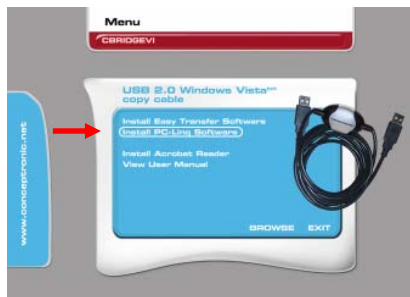 Menu
CBRIDGEVI
USB 2.0 Windows Vista™
copy cable
Install Easy Transfer Software
Install PC-Linq Software
Install Acrobat Reader
View User Manual
BROWSE EXIT
www.conceptronic.net